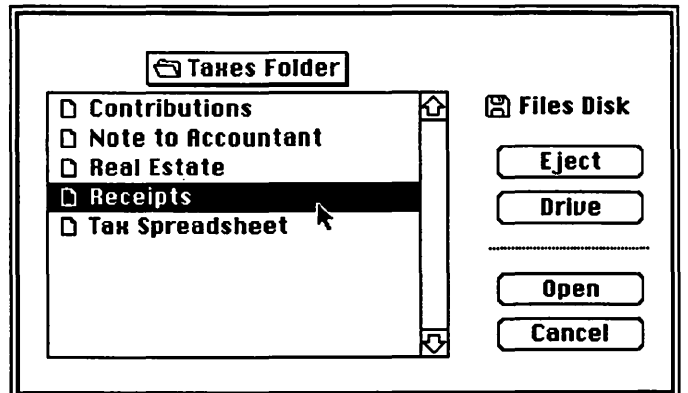 Taxes Folder
Contributions
Note to Accountant
Real Estate
Receipts
Tax Spreadsheet
Files Disk
Eject
Drive
Open
Cancel